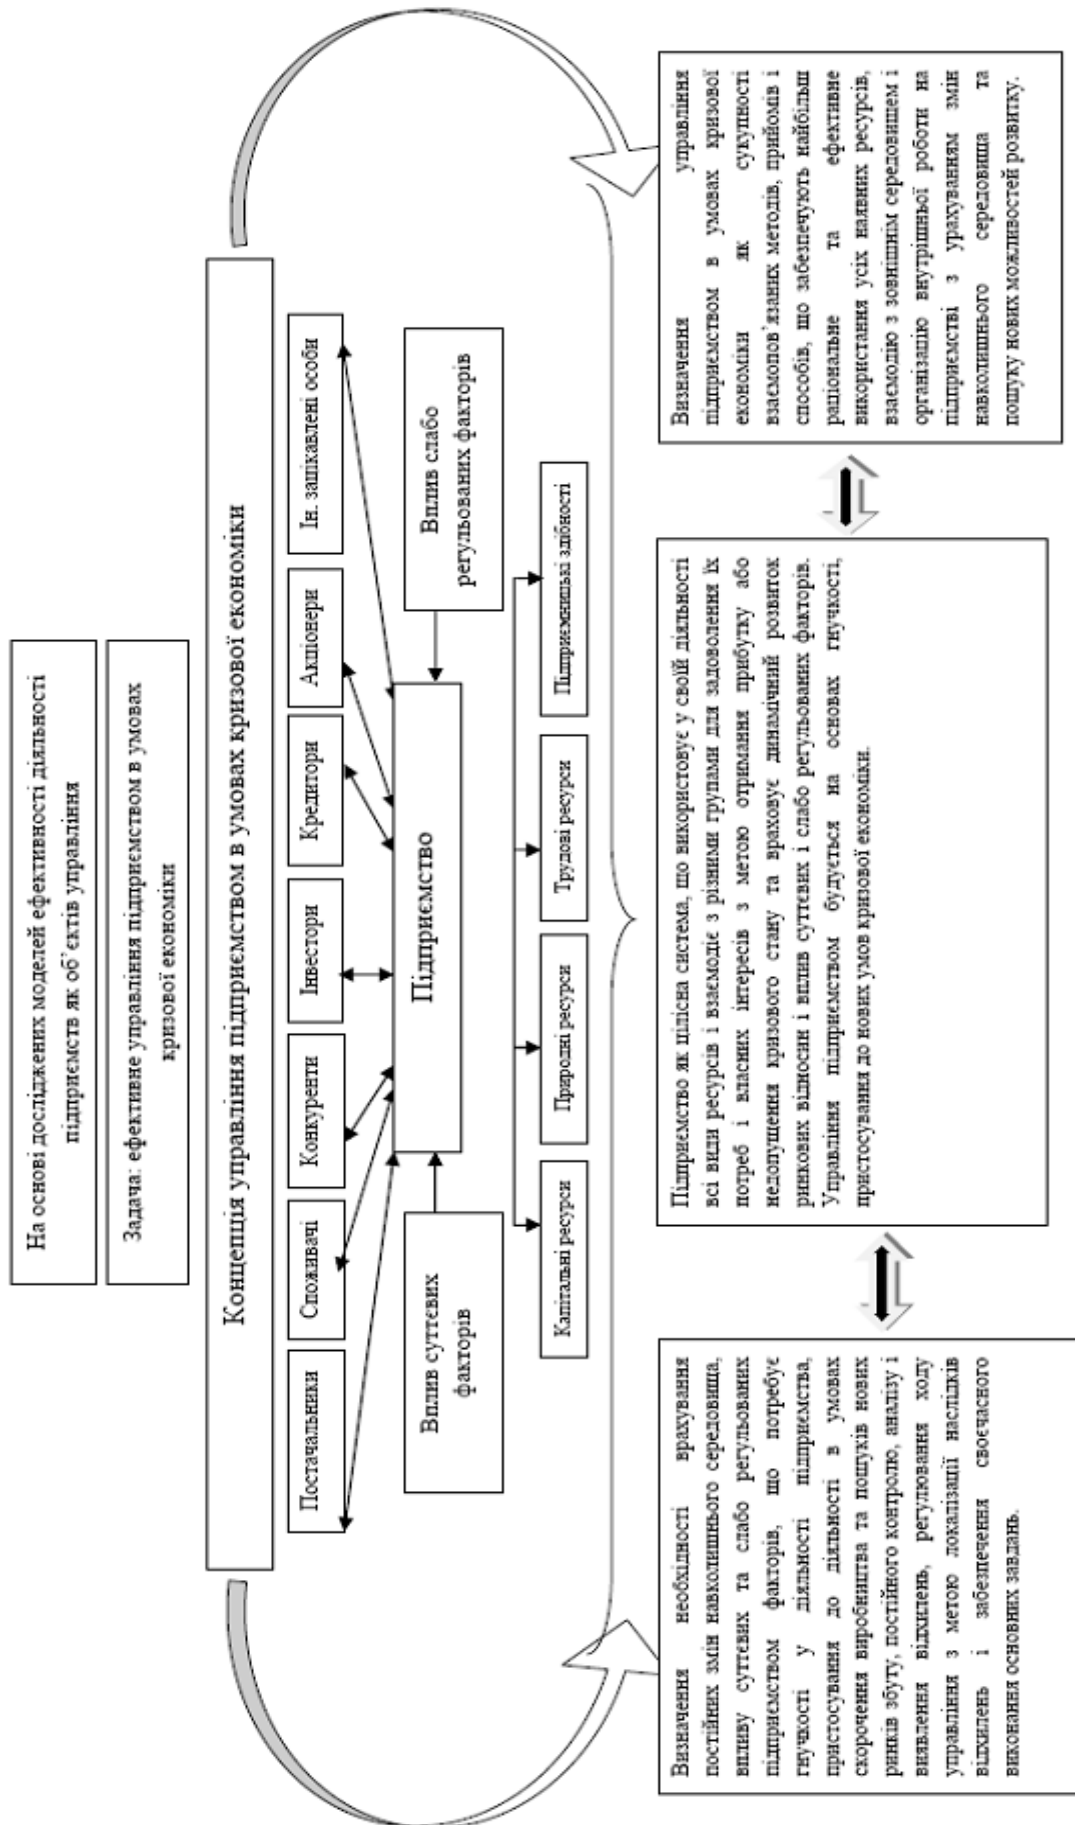 На основі досліджених моделей ефективності діяльності
підприємств як об'єктів управління
Задача: ефективне управління підприємством в умовах
кризової економіки
Концепція управління підприємством в умовах кризової економіки
Постачальники
Споживачі
Конкуренти
Інвестори
Кредитори
Акціонери
Ін. зацікавлені особи
Вплив суттєвих
факторів
Підприємство
Вплив слабо
регульованих факторів
Капітальні ресурси
Природні ресурси
Трудові ресурси
Підприємницькі здібності
Визначення необхідності врахування
постійних змін навколишнього середовища,
впливу суттєвих та слабо регульованих
підприємством факторів, що потребує
гнучкості у діяльності підприємства,
пристосування до діяльності в умовах
скорочення виробництва та пошуків нових
ринків збуту, постійного контролю, аналізу і
виявлення відхилень, регулювання ходу
управління з метою локалізації наслідків
відхилень і забезпечення своєчасного
виконання основних завдань.
Підприємство як цілісна система, що використовує у своїй діяльності
всі види ресурсів і взаємодіє з різними групами для задоволення їх
потреб і власних інтересів з метою отримання прибутку або
недопущення кризового стану та враховує динамічний розвиток
ринкових відносин і вплив суттєвих і слабо регульованих факторів.
Управління підприємством будується на основах гнучкості,
пристосування до нових умов кризової економіки.
Визначення управління
підприємством в умовах кризової
економіки як сукупності
взаємопов'язаних методів, прийомів і
способів, що забезпечують найбільш
раціональне та ефективне
використання усіх наявних ресурсів,
взаємодію з зовнішнім середовищем і
організацію внутрішньої роботи на
підприємстві з урахуванням змін
навколишнього середовища та
пошуку нових можливостей розвитку.